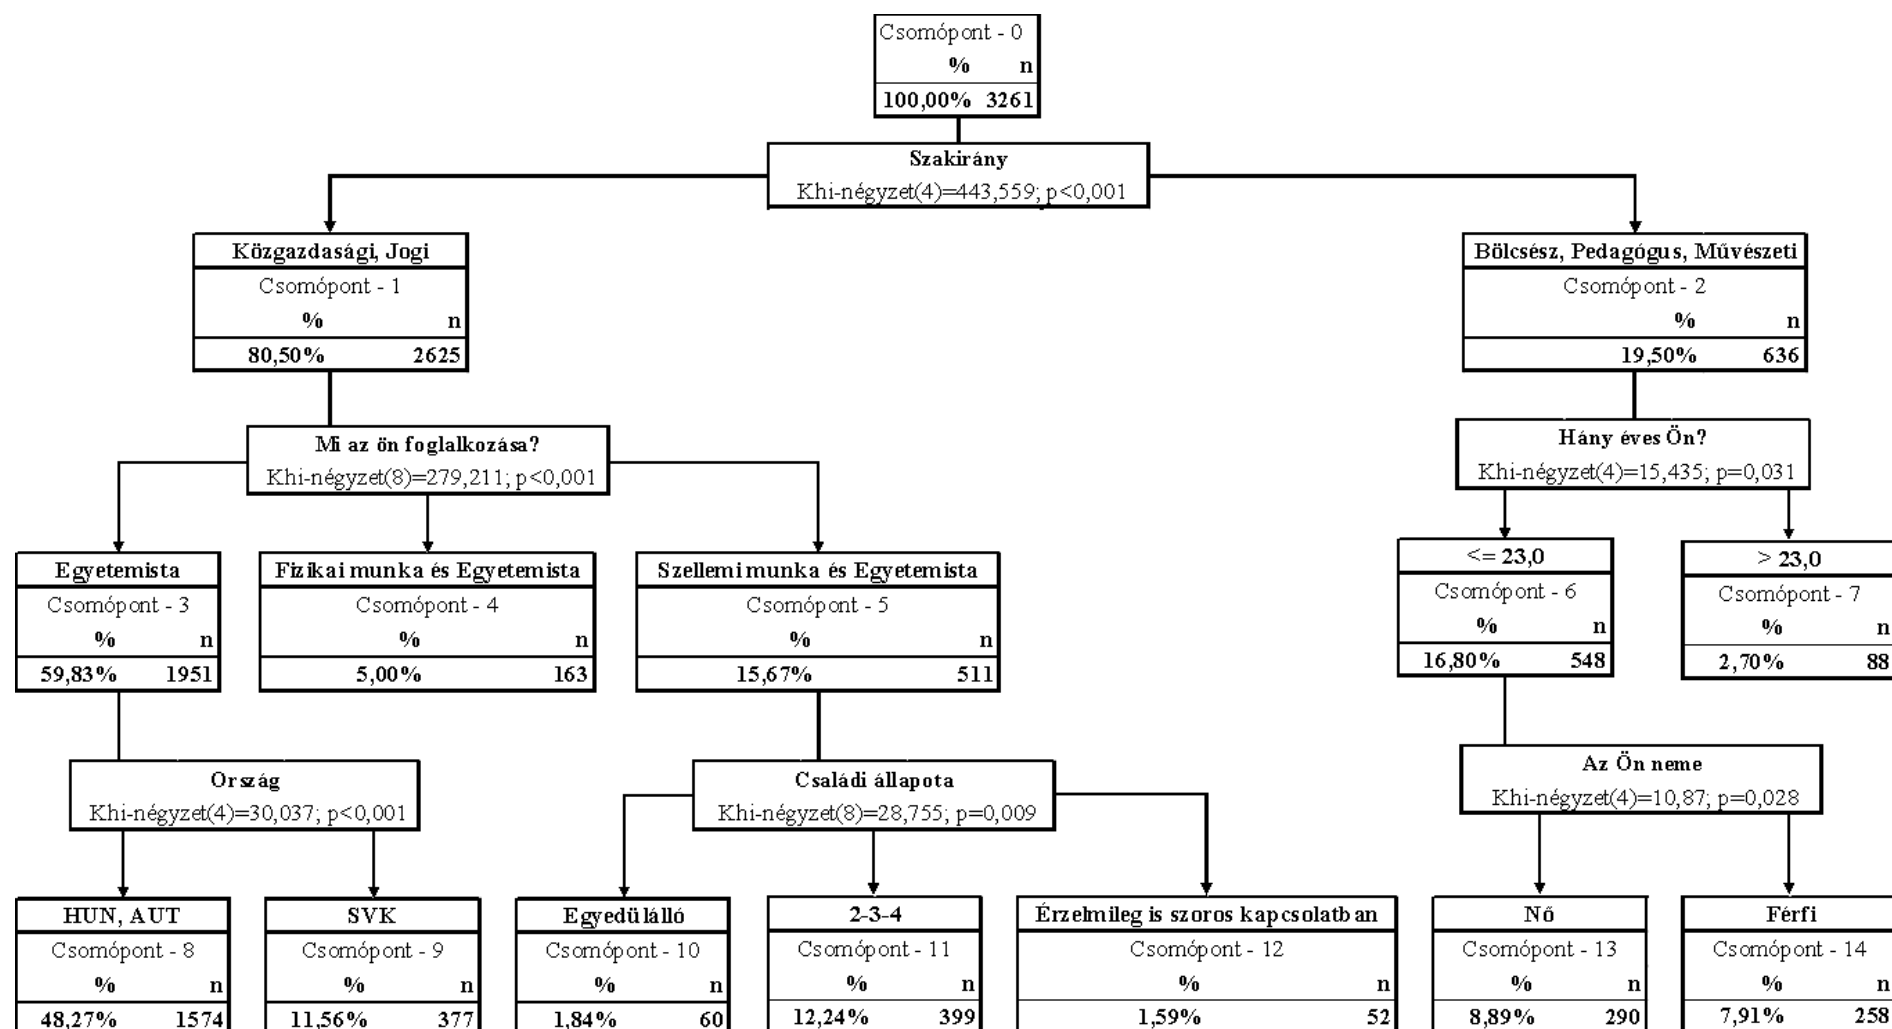 Csomópont - 0
% n
100,00% 3261
Szakirány
Khi-négyzet(4)=443,559; p<0,001
Közgazdasági, Jogi
Csomópont - 1
% n
80,50% 2625
Bölcsész, Pedagógus, Művészeti
Csomópont - 2
% n
19,50% 636
Mi az ön foglalkozása?
Khi-négyzet(8)=279,211; p<0,001
Hány éves Ön?
Khi-négyzet(4)=15,435; p=0,031
Egyetemista
Csomópont - 3
% n
59,83% 1951
Fizikai munka és Egyetemista
Csomópont - 4
% n
5,00% 163
Szellemi munka és Egyetemista
Csomópont - 5
% n
15,67% 511
<= 23,0
Csomópont - 6
% n
16,80% 548
> 23,0
Csomópont - 7
% n
2,70% 88
Ország
Khi-négyzet(4)=30,037; p<0,001
Családi állapota
Khi-négyzet(8)=28,755; p=0,009
Az Ön neme
Khi-négyzet(4)=10,87; p=0,028
HUN, AUT
Csomópont - 8
% n
48,27% 1574
SVK
Csomópont - 9
% n
11,56% 377
Egyedülálló
Csomópont - 10
% n
1,84% 60
2-3-4
Csomópont - 11
% n
12,24% 399
Érzelmileg is szoros kapcsolatban
Csomópont - 12
% n
1,59% 52
Nő
Csomópont - 13
% n
8,89% 290
Férfi
Csomópont - 14
% n
7,91% 258